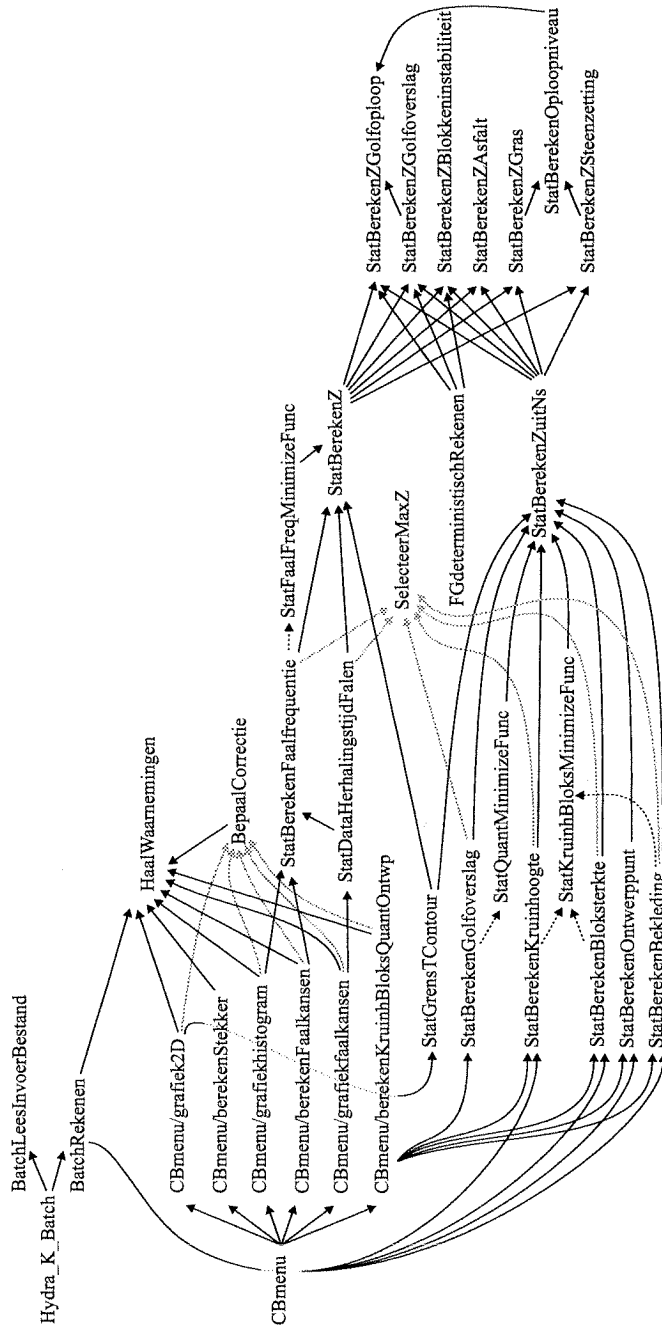 Hydra_K_Batch
BatchLeesInvoerBestand
BatchRekenen
CBmenu
CBmenu/grafiek2D
CBmenu/berekenStekker
CBmenu/grafiekhistogram
CBmenu/berekenFaalkansen
CBmenu/grafiekfaalkansen
CBmenu/berekenKruinhBloksQuantOntwp
HaalWaarnemingen
BepaalCorrectie
StatBerekenFaalfrequentie
StatDataHerhalingstijdFalen
StatGrensTContour
StatBerekenGolfoverslag
StatBerekenKruinhoogte
StatBerekenBloksterkte
StatBerekenOntwerppunt
StatBerekenBekleding
StatFaalFreqMinimizeFunc
SelecteerMaxZ
StatQuantMinimizeFunc
StatKruinhBloksMinimizeFunc
StatBerekenZ
FGdeterministischRekenen
StatBerekenZuitNs
StatBerekenZGolfoploop
StatBerekenZGolfoverslag
StatBerekenZBlokkeninstabiliteit
StatBerekenZAsfalt
StatBerekenZGras
StatBerekenOploopniveau
StatBerekenZSteenzetting